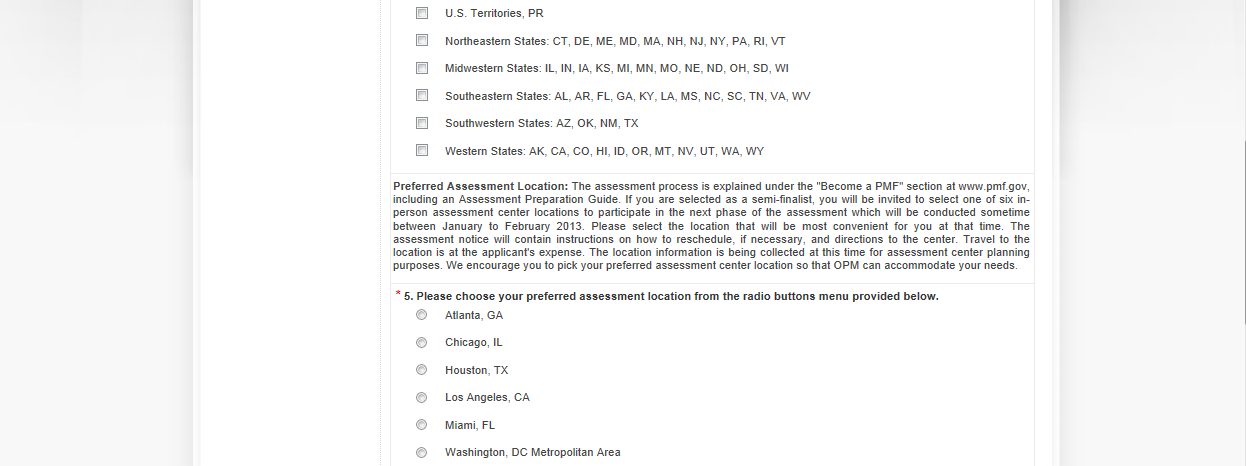 U.S. Territories, PR
Northeastern States: CT, DE, ME, MD, MA, NH, NJ, NY, PA, RI, VT
Midwestern States: IL, IN, IA, KS, MI, MN, MO, NE, ND, OH, SD, WI
Southeastern States: AL, AR, FL, GA, KY, LA, MS, NC, SC, TN, VA, WV
Southwestern States: AZ, OK, NM, TX
Western States: AK, CA, CO, HI, ID, OR, MT, NV, UT, WA, WY
Preferred Assessment Location: The assessment process is explained under the "Become a PMF" section at www.pmf.gov,
including an Assessment Preparation Guide. If you are selected as a semi-finalist, you will be invited to select one of six in-
person assessment center locations to participate in the next phase of the assessment which will be conducted sometime
between January to February 2013. Please select the location that will be most convenient for you at that time. The
assessment notice will contain instructions on how to reschedule, if necessary, and directions to the center. Travel to the
location is at the applicant's expense. The location information is being collected at this time for assessment center planning
purposes. We encourage you to pick your preferred assessment center location so that OPM can accommodate your needs.
* 5. Please choose your preferred assessment location from the radio buttons menu provided below.
Atlanta, GA
Chicago, IL
Houston, TX
Los Angeles, CA
Miami, FL
Washington, DC Metropolitan Area